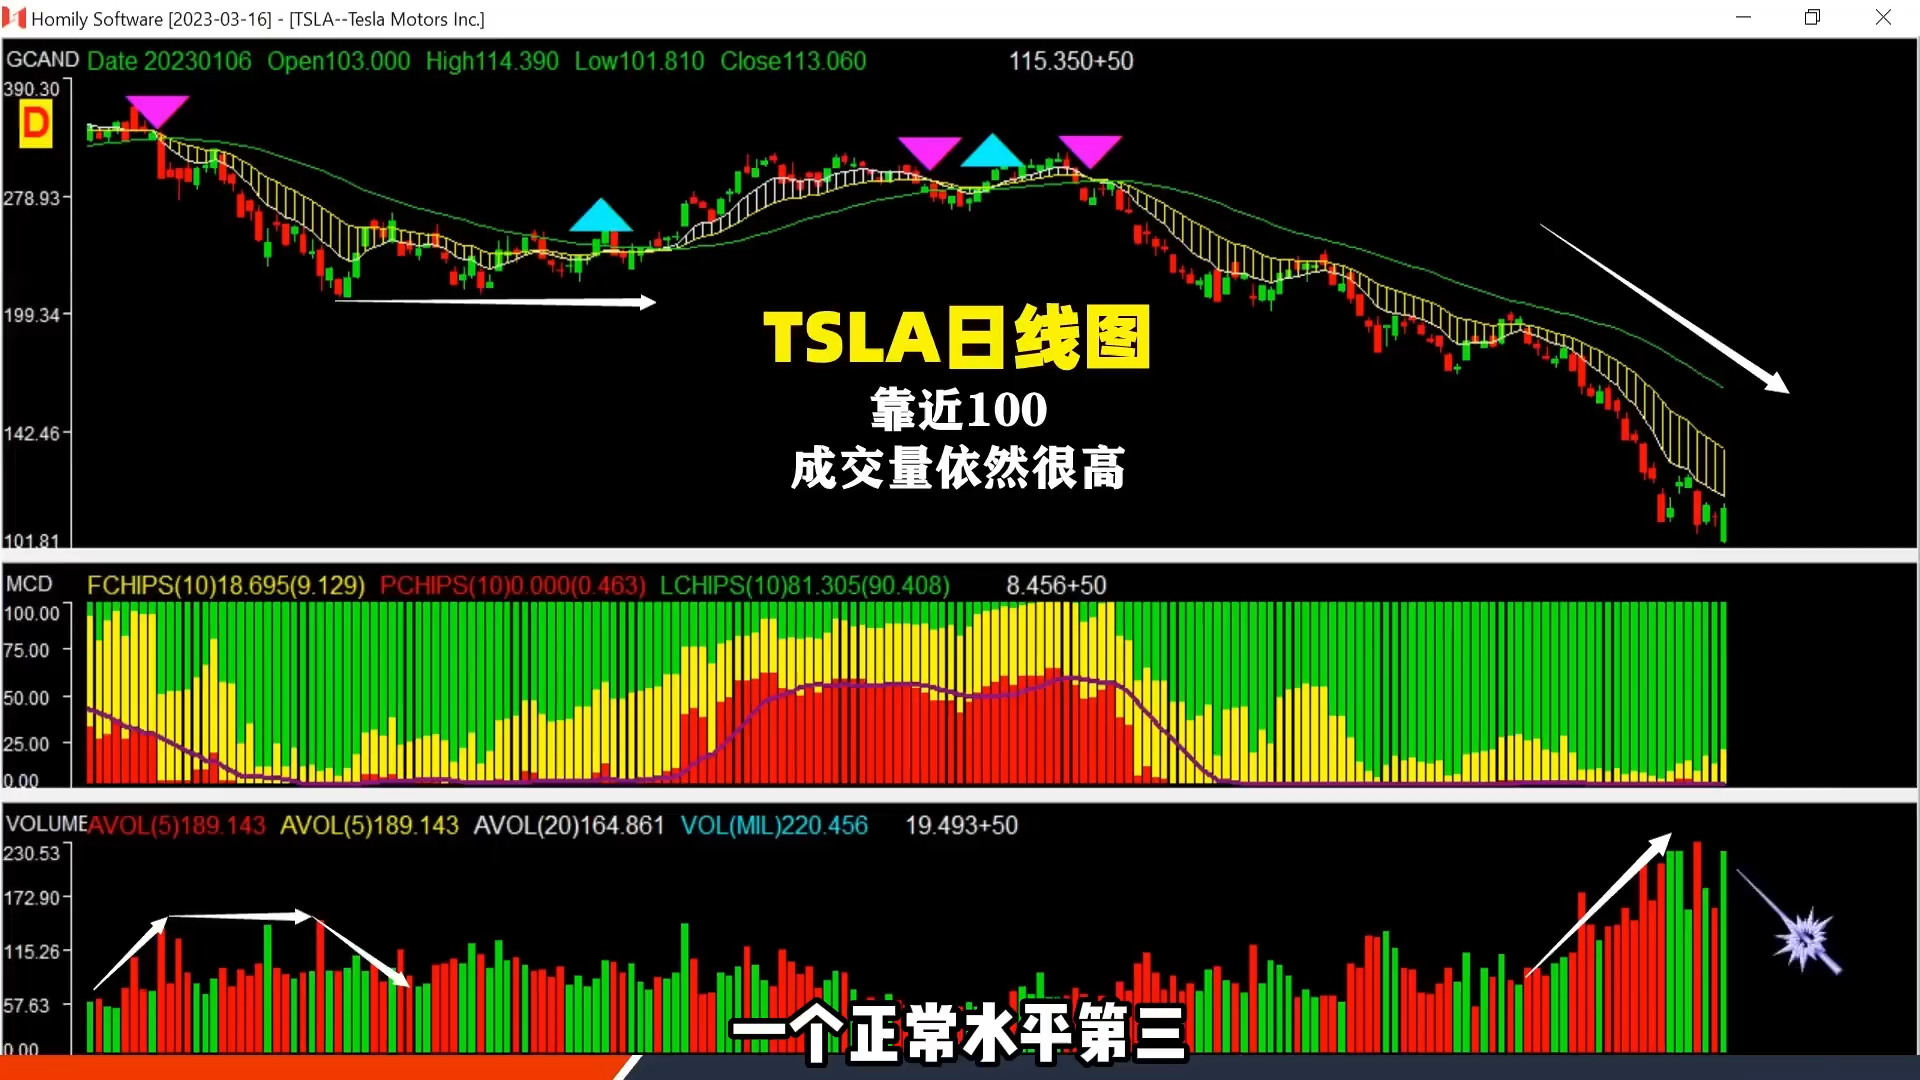 Homily Software [2023-03-16] - [TSLA--Tesla Motors Inc.]
GCAND Date 20230106 Open103.000 High114.390 Low101.810 Close113.060 115.350+50
390.30
D
278.93
199.34
TSLA日线图
靠近100
142.46
成交量依然很高
101.81
MCD FCHIPS(10)18.695(9.129) PCHIPS(10)0.000(0.463) LCHIPS(10)81.305(90.408) 8.456+50
100.00
75.00
50.00
25.00
0.00
VOLUME AVOL(5)189.143 AVOL(5)189.143 AVOL(20)164.861 VOL(MIL)220.456 19.493+50
230.53
172.90
115.26
57.63
一个正常水平第三
0.00